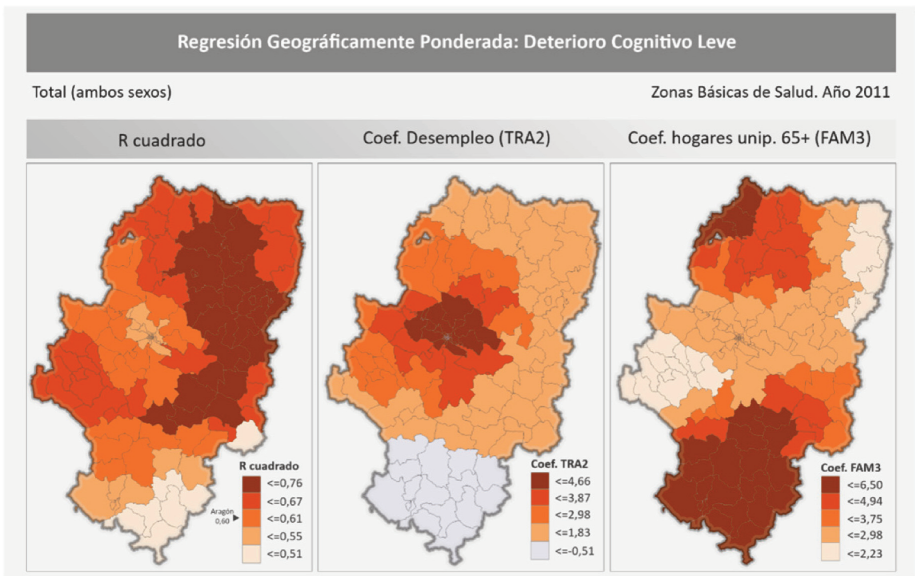 Regresión Geográficamente Ponderada: Deterioro Cognitivo Leve
Total (ambos sexos)
Zonas Básicas de Salud. Año 2011
R cuadrado
Coef. Desempleo (TRA2)
Coef. hogares unip. 65+ (FAM3)
R cuadrado
<=0,76
<=0,67
<=0,61
<=0,55
<=0,51
Aragón
0,60
Coef. TRA2
<=4,66
<=3,87
<=2,98
<=1,83
<=-0,51
Coef. FAM3
<=6,50
<=4,94
<=3,75
<=2,98
<=2,23